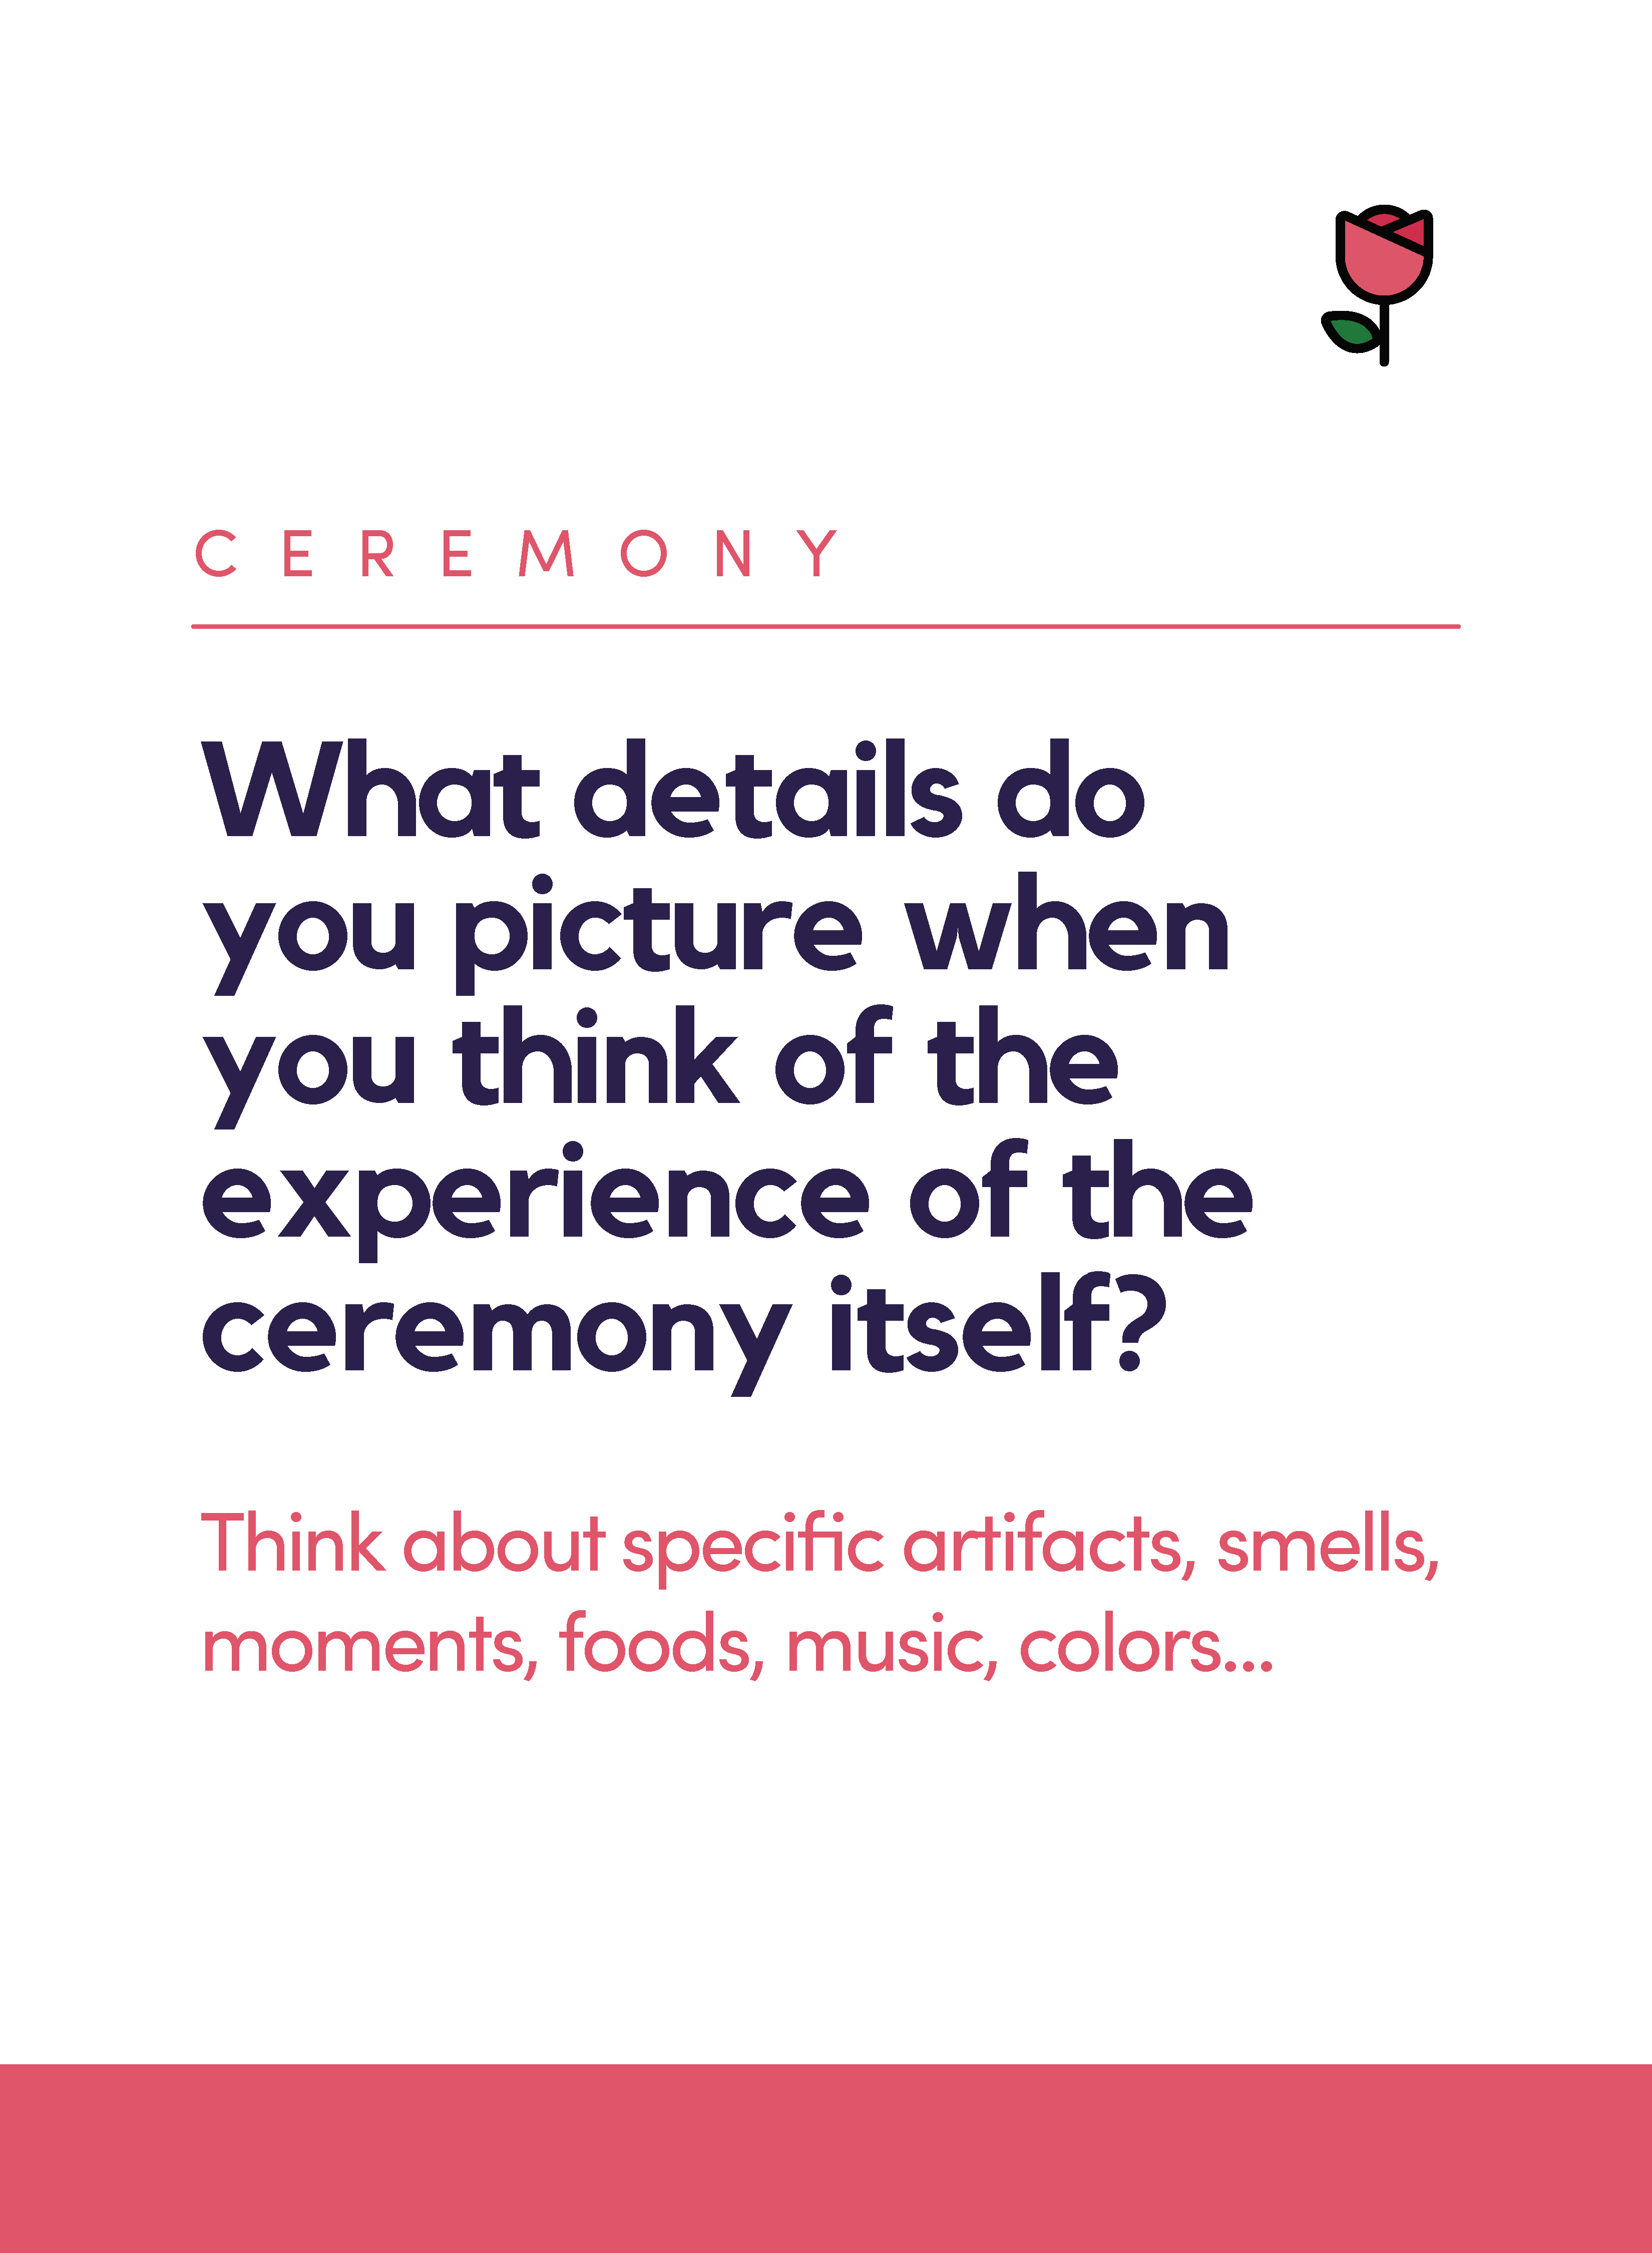 CEREMONY
What details do
you picture when
you think of the
experience of the
ceremony itself?
Think about specific artifacts, smells,
moments, foods, music, colors...